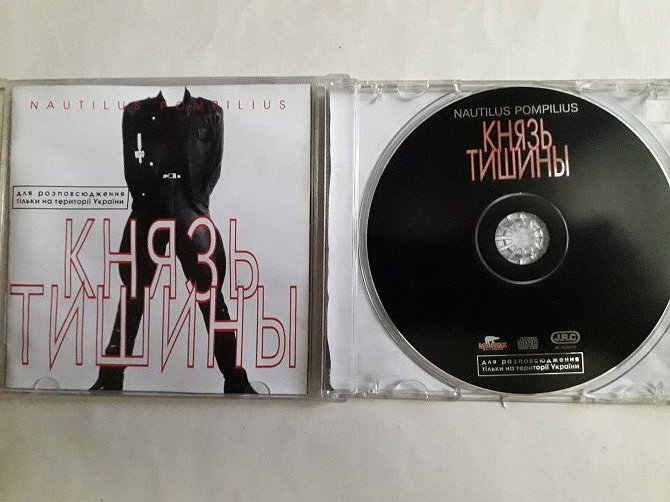 NAUTILUS POMPILIUS
для розповсюдження
тільки на території України
КНЯЗЬ
ТИШИНЫ
NAUTILUS POMPILIUS
КНЯЗЬ
ТИШИНЫ
J.R.C
для розповсюдження
тільки на території України